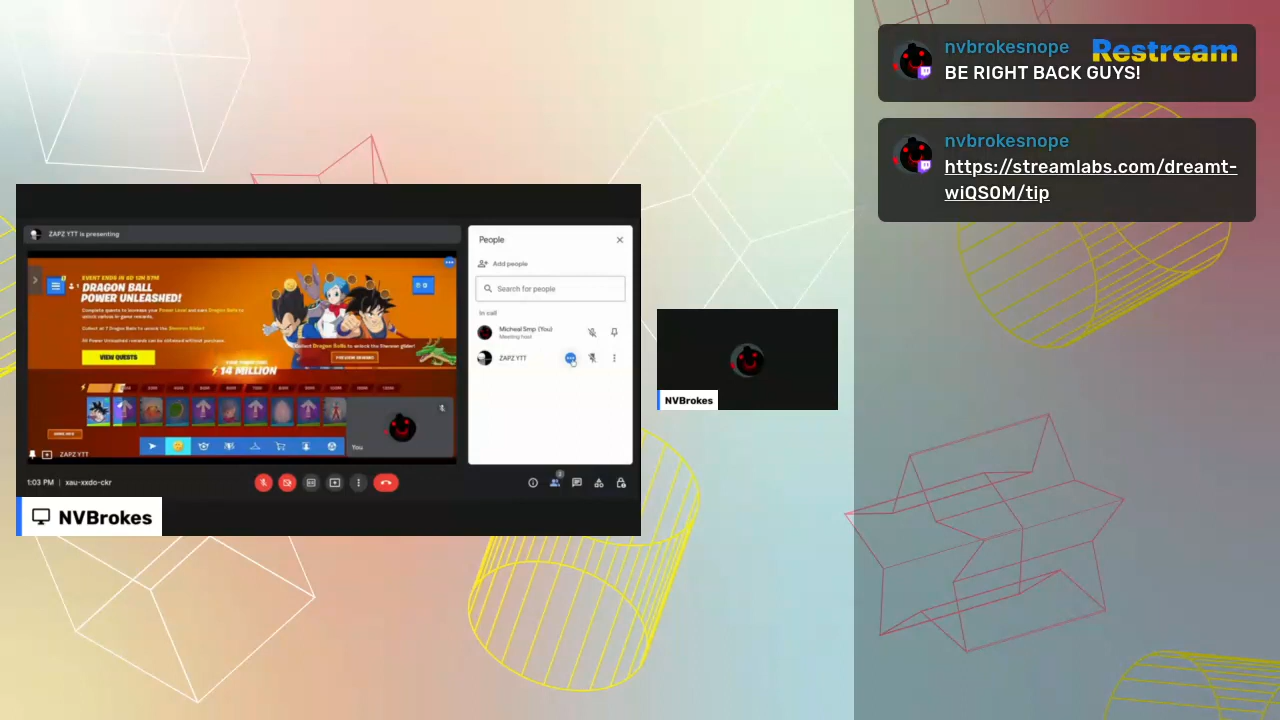 nvbrokesnope
Restream
BE RIGHT BACK GUYS!
nvbrokesnope
https://streamlabs.com/dreamt-
wiQS0M/tip
ZAPZ YTT is presenting
People
Add people
Search for people
In call
Micheal Smp (You)
Meeting host
ZAPZ YTT
DRAGON BALL
POWER UNLEASHED!
VIEW QUESTS
14 MILLION
You
ZAPZ YTT
1:03 PM | xau-xxdo-ckr
NVBrokes
NVBrokes